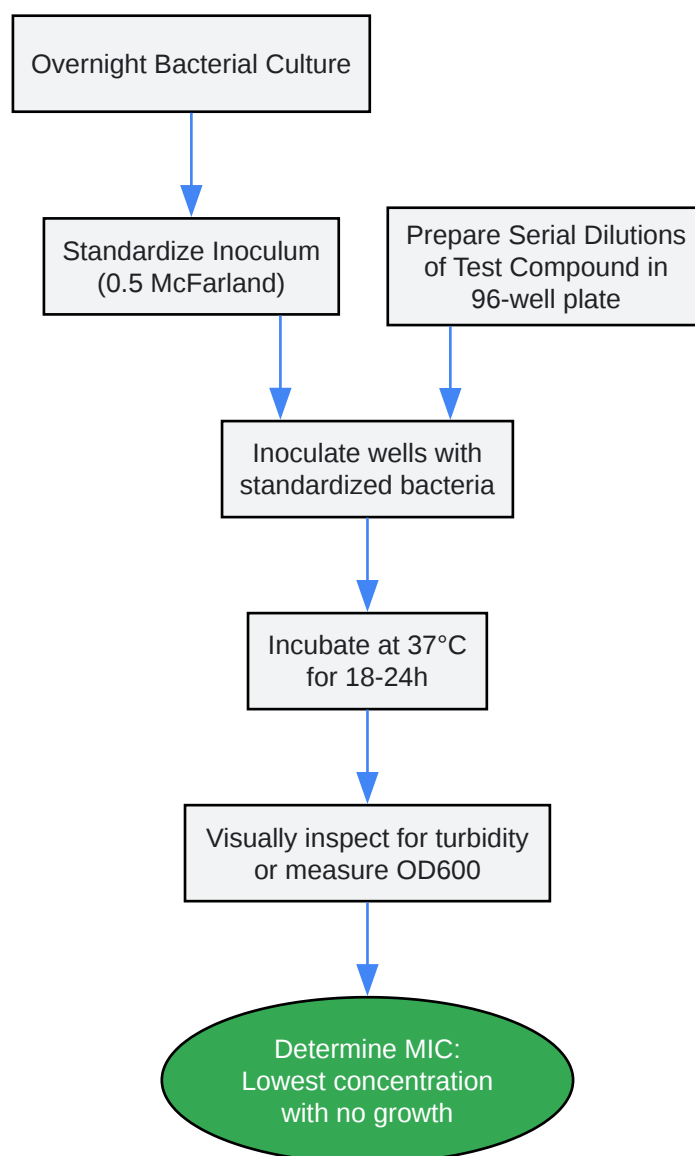 Overnight Bacterial Culture
Standardize Inoculum
(0.5 McFarland)
Prepare Serial Dilutions
of Test Compound in
96-well plate
Inoculate wells with
standardized bacteria
Incubate at 37°C
for 18-24h
Visually inspect for turbidity
or measure OD600
Determine MIC:
Lowest concentration
with no growth